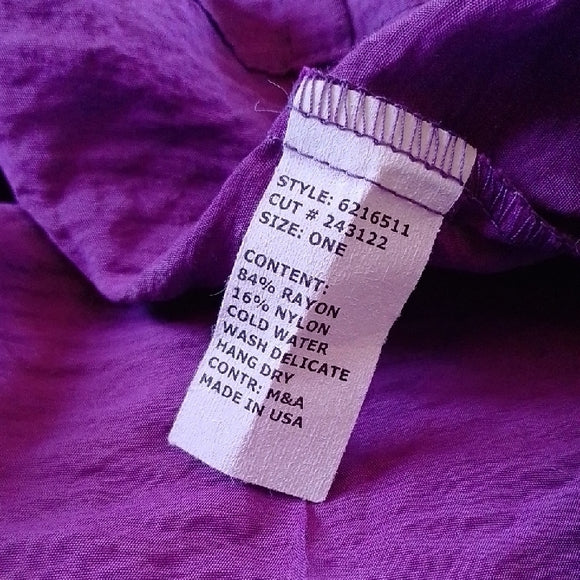 STYLE: 6216511
CUT # 243122
SIZE: ONE
CONTENT:
84% RAYON
16% NYLON
COLD WATER
WASH DELICATE
HANG DRY
CONTR: M&A
MADE IN USA